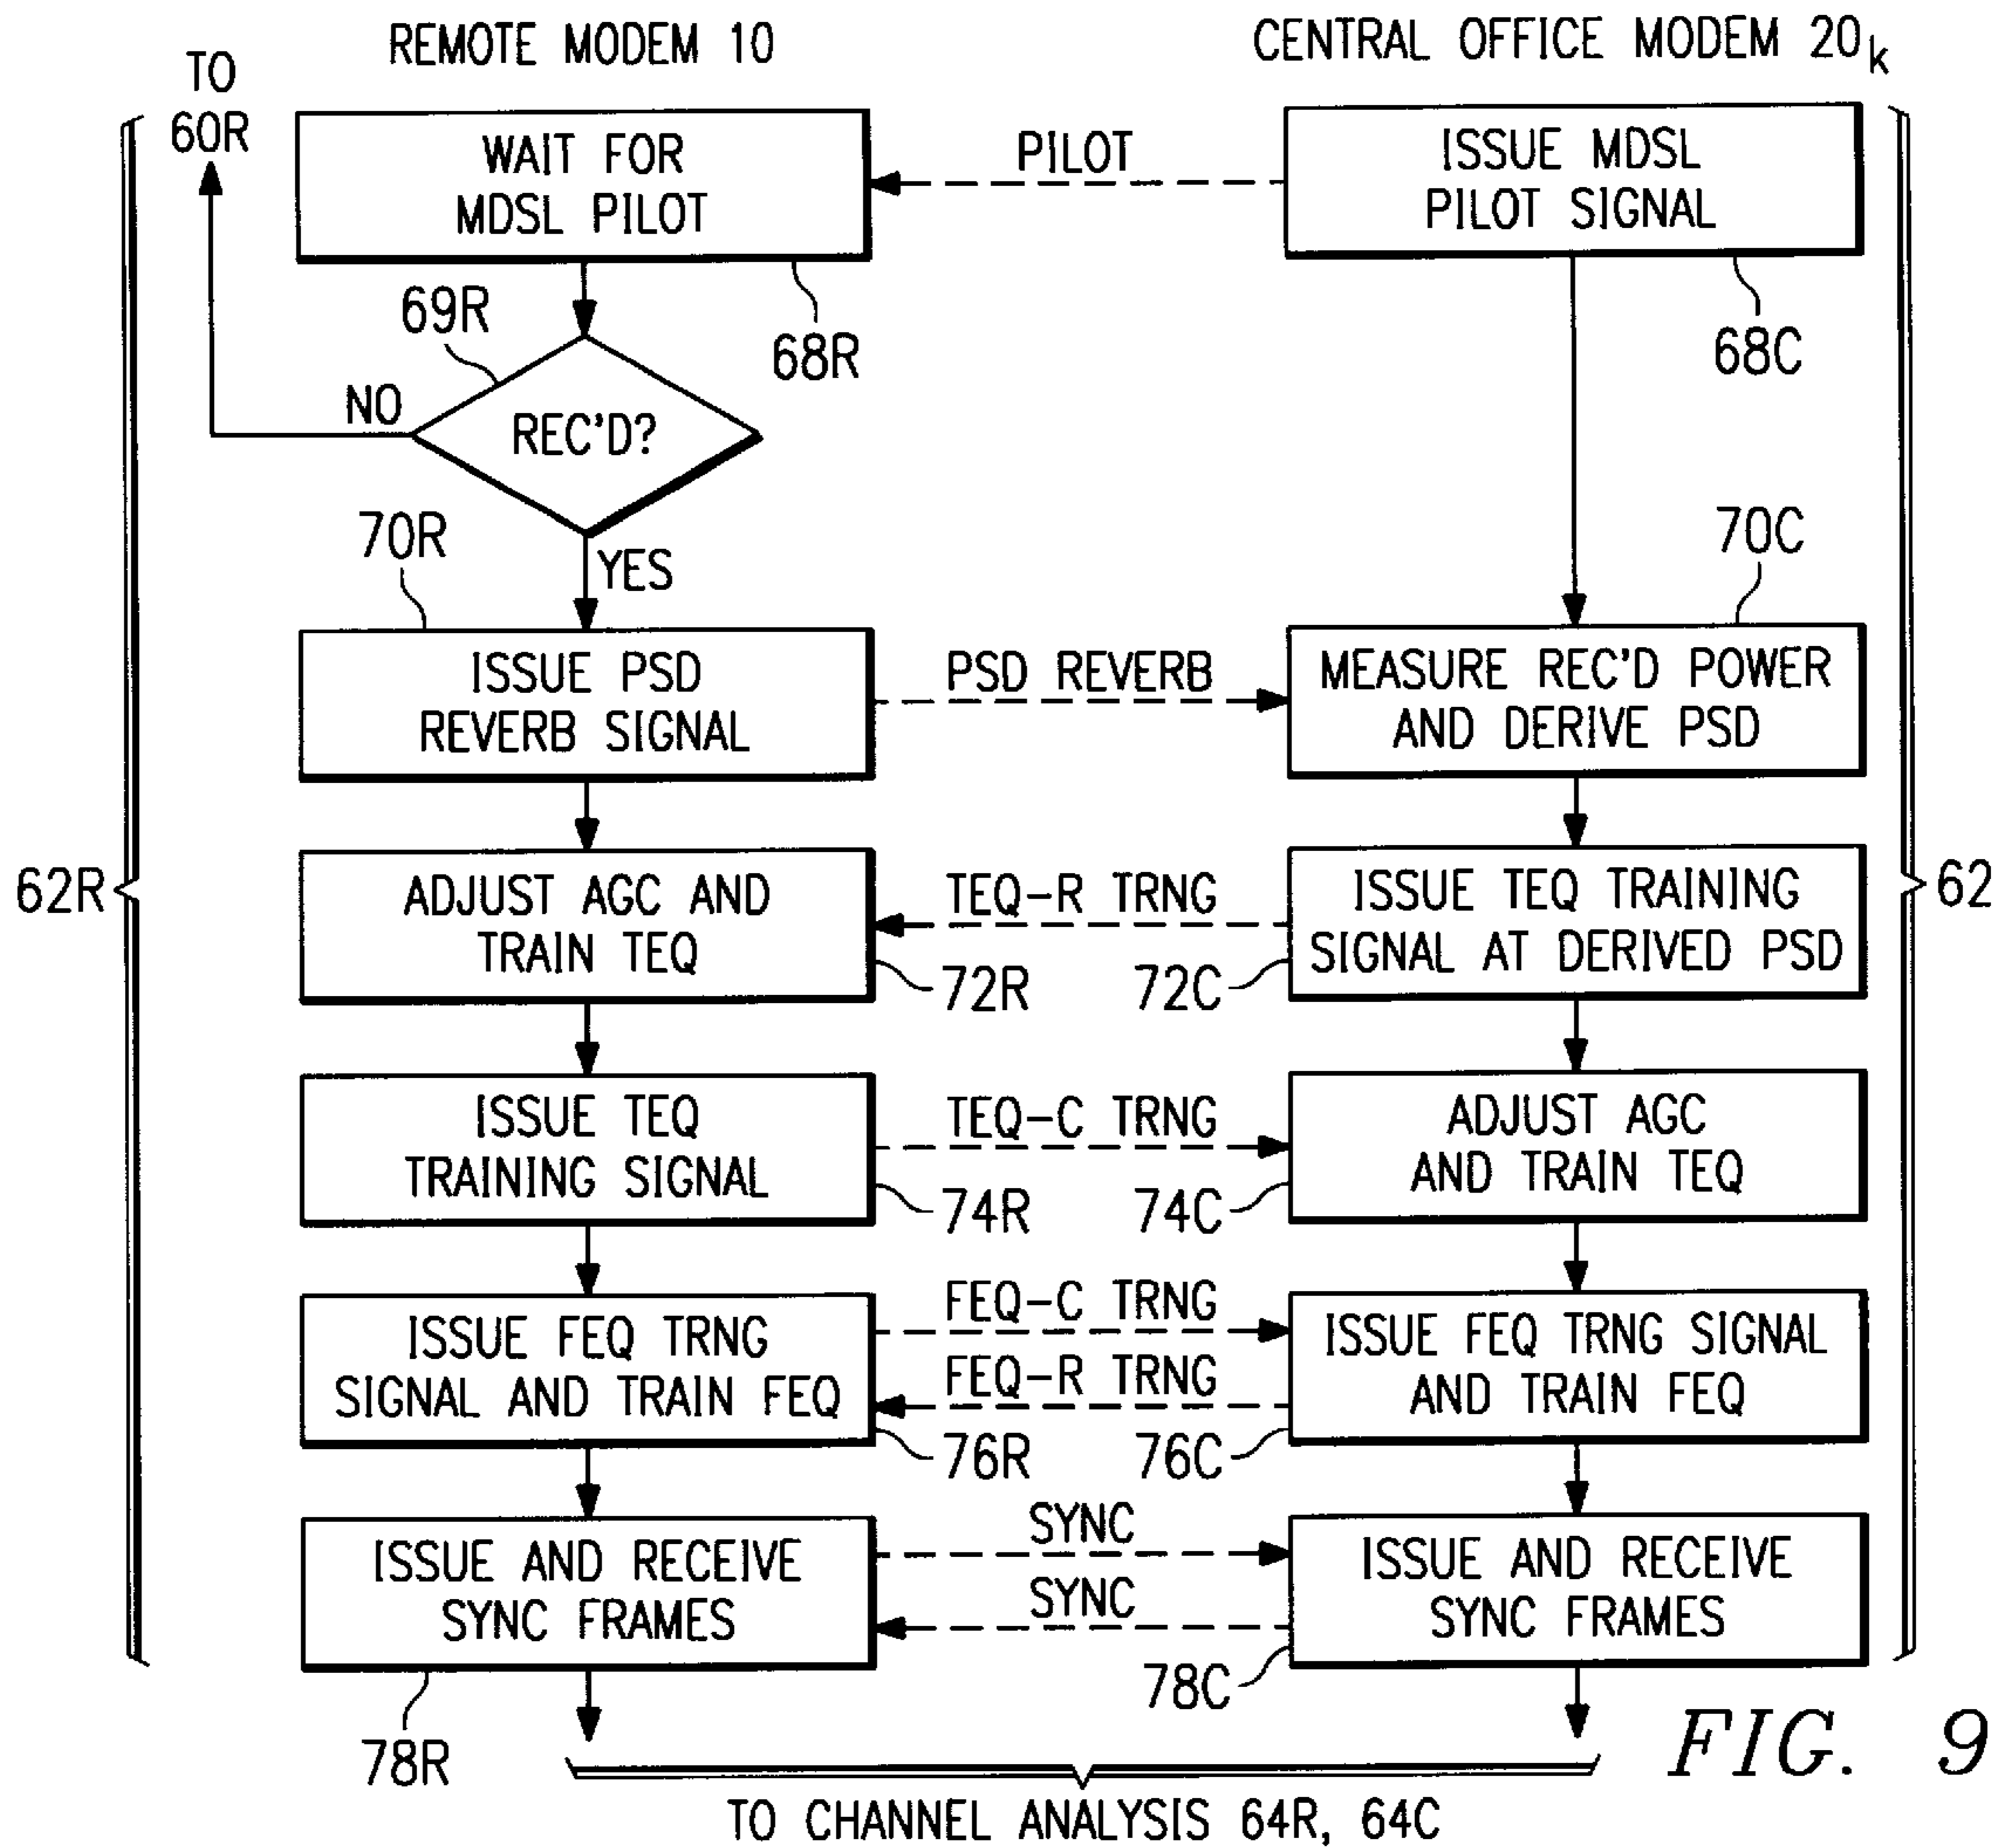 REMOTE MODEM 10
CENTRAL OFFICE MODEM 20k
TO
60R
WAIT FOR
MDSL PILOT
PILOT
ISSUE MDSL
PILOT SIGNAL
68R
68C
69R
NO
REC'D?
YES
70R
70C
ISSUE PSD
REVERB SIGNAL
PSD REVERB
MEASURE REC'D POWER
AND DERIVE PSD
62R
62
ADJUST AGC AND
TRAIN TEQ
TEQ-R TRNG
ISSUE TEQ TRAINING
SIGNAL AT DERIVED PSD
72R
72C
ISSUE TEQ
TRAINING SIGNAL
TEQ-C TRNG
ADJUST AGC
AND TRAIN TEQ
74R
74C
ISSUE FEQ TRNG
SIGNAL AND TRAIN FEQ
FEQ-C TRNG
FEQ-R TRNG
ISSUE FEQ TRNG SIGNAL
AND TRAIN FEQ
76R
76C
ISSUE AND RECEIVE
SYNC FRAMES
SYNC
SYNC
ISSUE AND RECEIVE
SYNC FRAMES
78R
78C
TO CHANNEL ANALYSIS 64R, 64C
FIG. 9